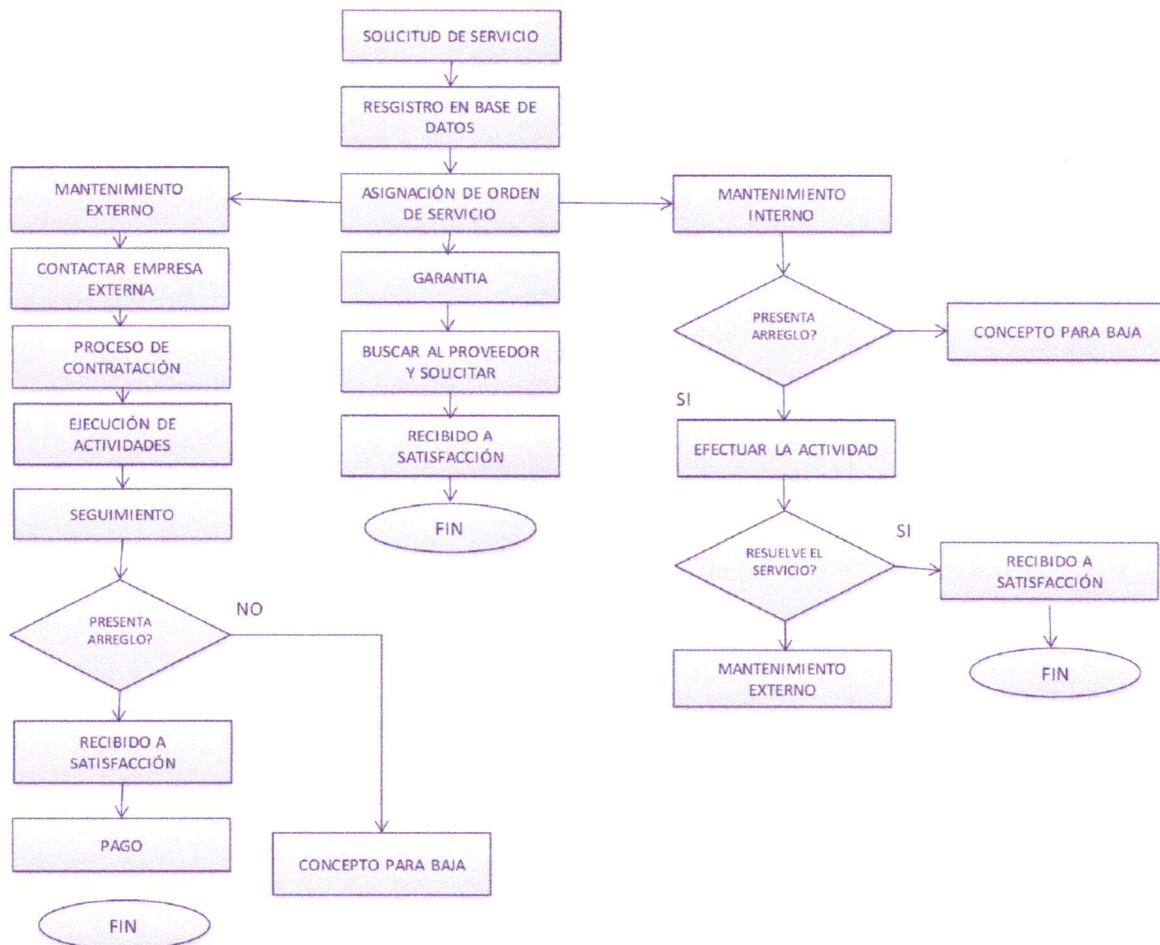 SOLICITUD DE SERVICIO
RESGISTRO EN BASE DE
DATOS
ASIGNACIÓN DE ORDEN
DE SERVICIO
MANTENIMIENTO
EXTERNO
CONTACTAR EMPRESA
EXTERNA
PROCESO DE
CONTRATACIÓN
EJECUCIÓN DE
ACTIVIDADES
SEGUIMIENTO
PRESENTA
ARREGLO?
NO
RECIBIDO A
SATISFACCIÓN
PAGO
FIN
CONCEPTO PARA BAJA
GARANTIA
BUSCAR AL PROVEEDOR
Y SOLICITAR
RECIBIDO A
SATISFACCIÓN
FIN
MANTENIMIENTO
INTERNO
PRESENTA
ARREGLO?
CONCEPTO PARA BAJA
SI
EFECTUAR LA ACTIVIDAD
RESUELVE EL
SERVICIO?
SI
RECIBIDO A
SATISFACCIÓN
FIN
MANTENIMIENTO
EXTERNO